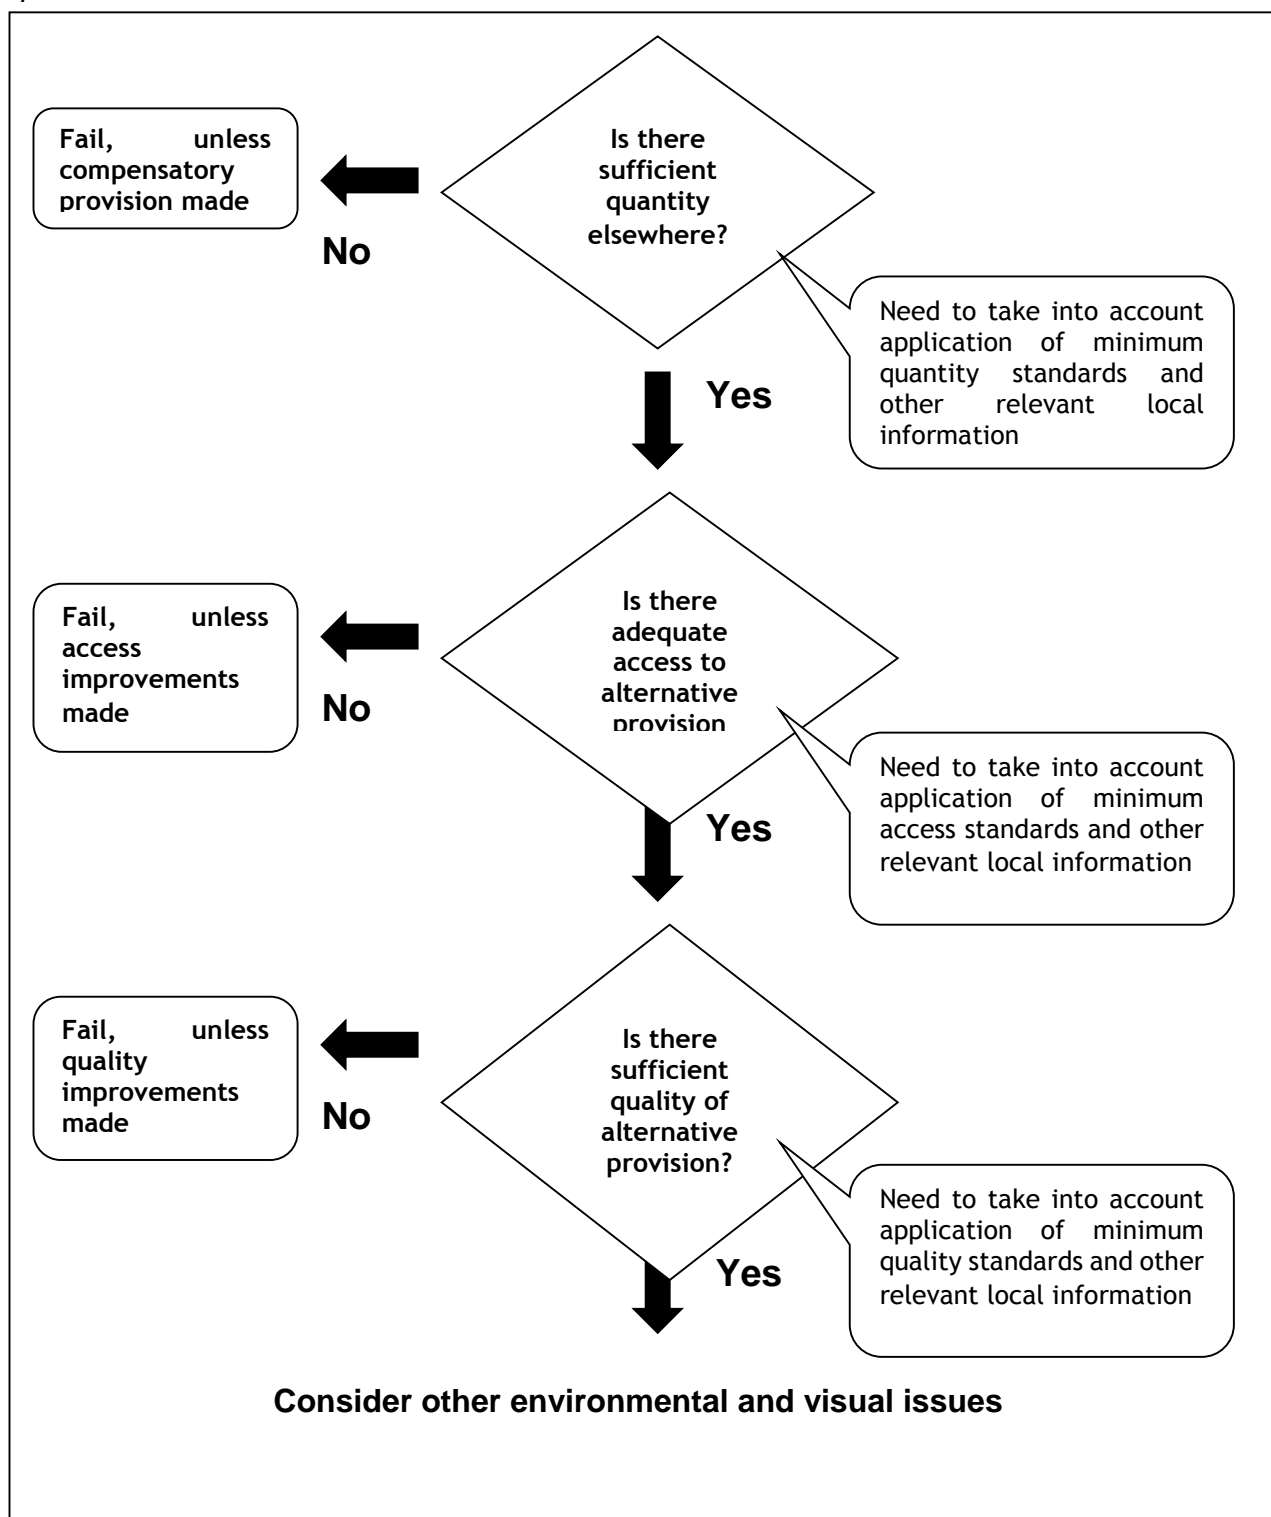 Is there
sufficient
quantity
elsewhere?
Fail, unless
compensatory
provision made
No
Need to take into account
application of minimum
quantity standards and
other relevant local
information
Yes
Is there
adequate
access to
alternative
provision
Fail, unless
access
improvements
made
No
Need to take into account
application of minimum
access standards and other
relevant local information
Yes
Is there
sufficient
quality of
alternative
provision?
Fail, unless
quality
improvements
made
No
Need to take into account
application of minimum
quality standards and other
relevant local information
Yes
Consider other environmental and visual issues